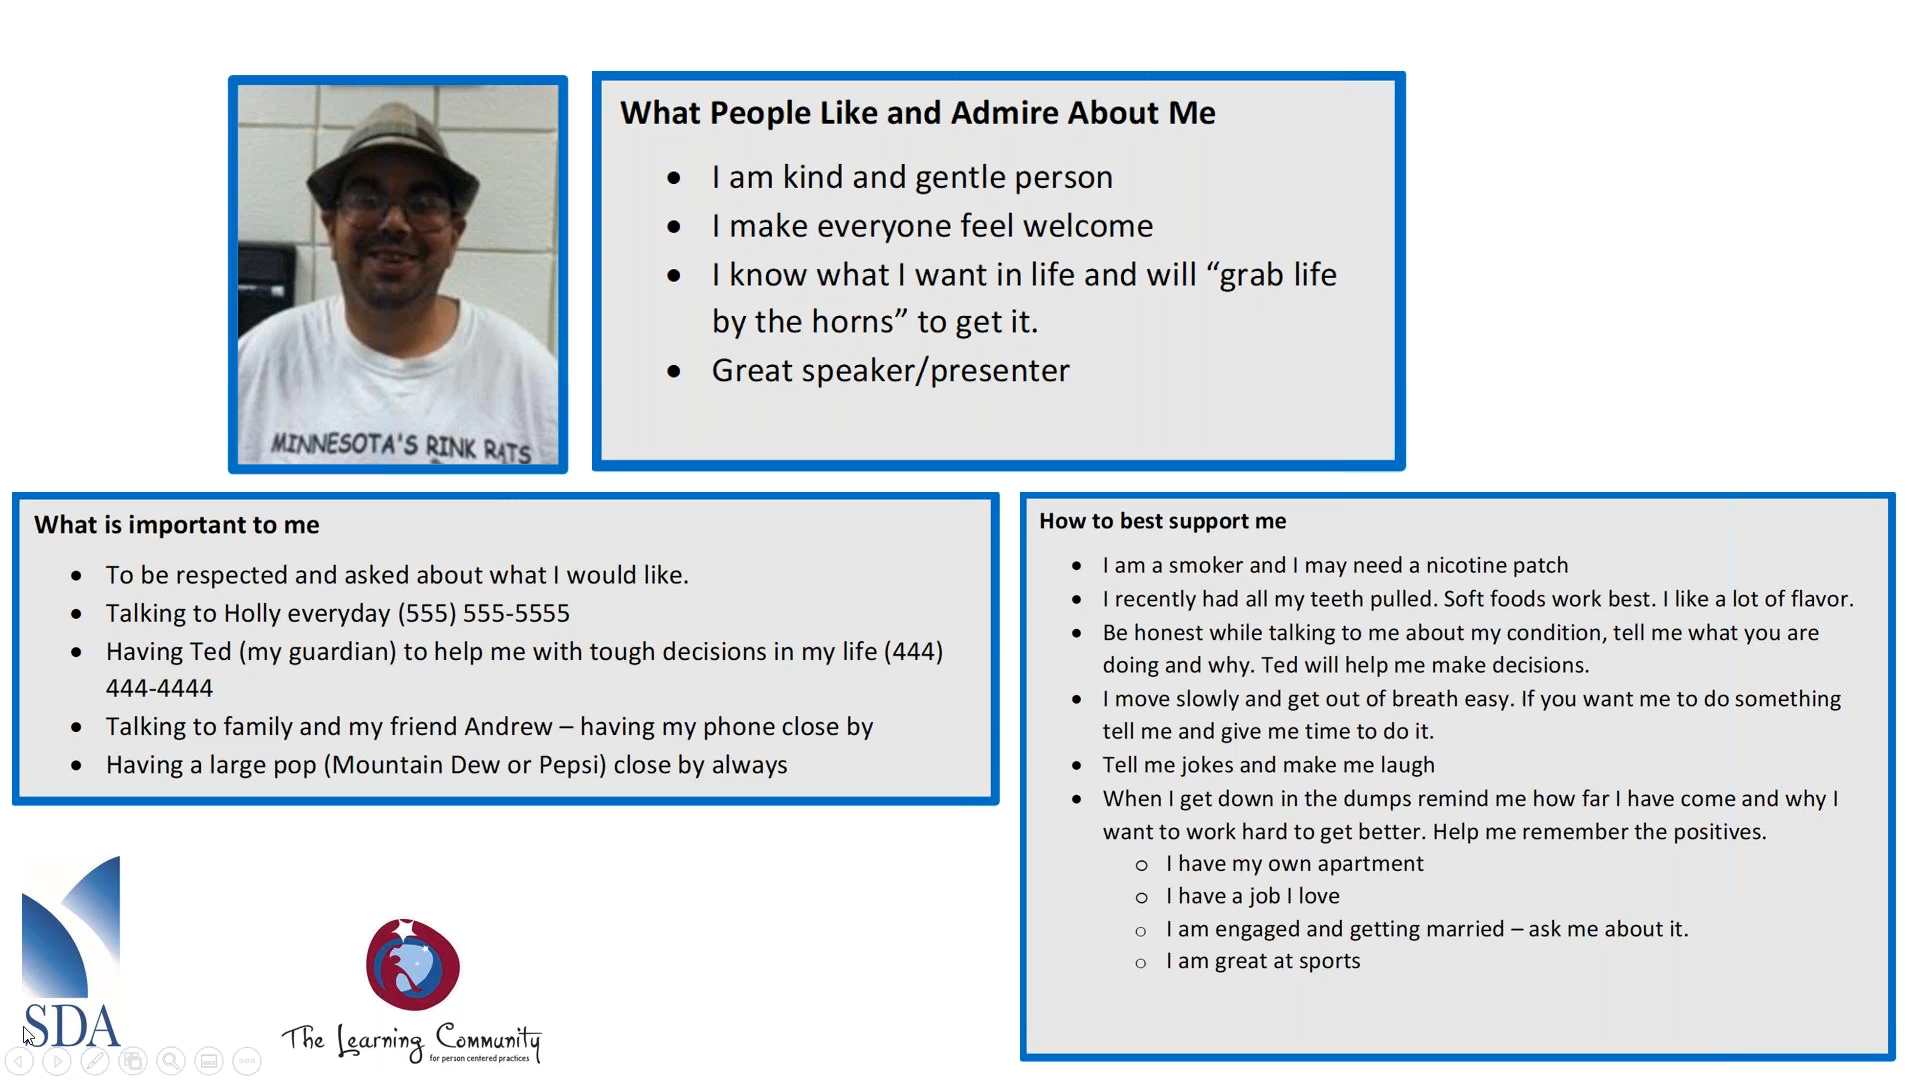 What People Like and Admire About Me
• I am kind and gentle person
• I make everyone feel welcome
• I know what I want in life and will “grab life
by the horns” to get it.
• Great speaker/presenter
MINNESOTA'S RINK RATS
What is important to me
• To be respected and asked about what I would like.
• Talking to Holly everyday (555) 555-5555
• Having Ted (my guardian) to help me with tough decisions in my life (444)
444-4444
• Talking to family and my friend Andrew – having my phone close by
• Having a large pop (Mountain Dew or Pepsi) close by always
How to best support me
• I am a smoker and I may need a nicotine patch
• I recently had all my teeth pulled. Soft foods work best. I like a lot of flavor.
• Be honest while talking to me about my condition, tell me what you are
doing and why. Ted will help me make decisions.
• I move slowly and get out of breath easy. If you want me to do something
tell me and give me time to do it.
• Tell me jokes and make me laugh
• When I get down in the dumps remind me how far I have come and why I
want to work hard to get better. Help me remember the positives.
o I have my own apartment
o I have a job I love
o I am engaged and getting married – ask me about it.
o I am great at sports
SDA
The Learning Community
for person centered practices